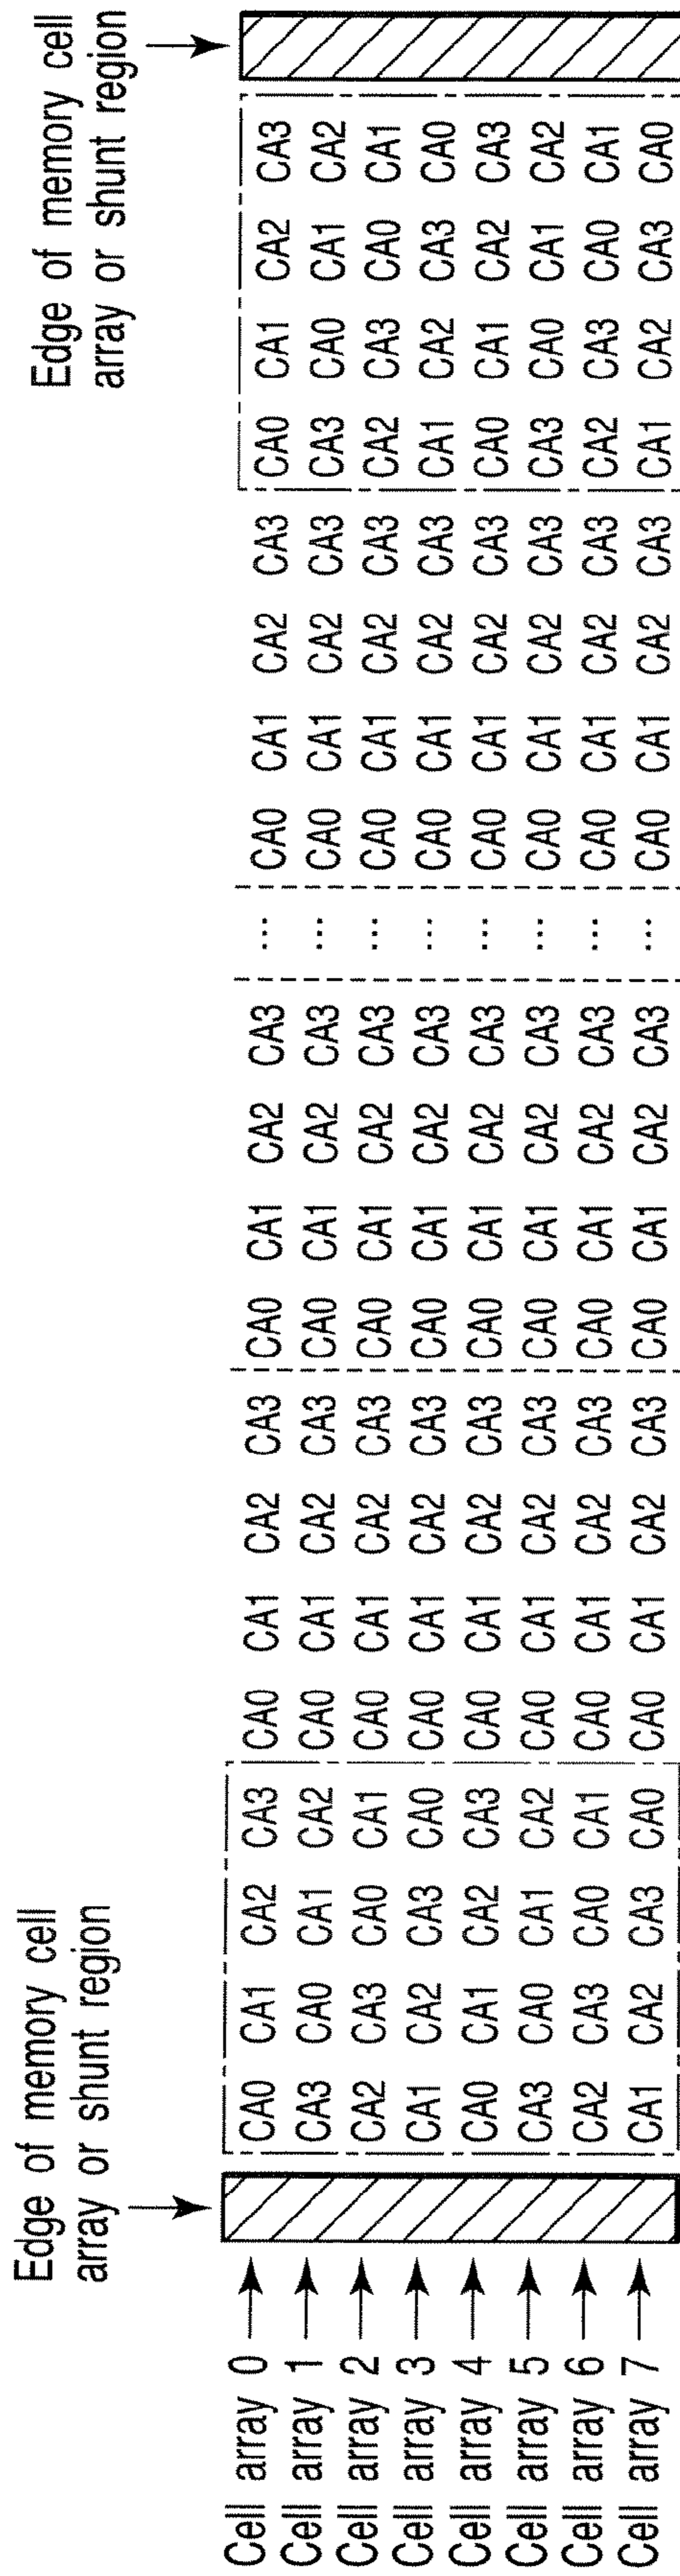 Edge of memory cell
array or shunt region
Edge of memory cell
array or shunt region
Cell array 0 CA0 CA1 CA2 CA3 CA0 CA1 CA2 CA3 CA0 CA1 CA2 CA3 ... CA0 CA1 CA2 CA3 CA0 CA1 CA2 CA3
Cell array 1 CA3 CA0 CA1 CA2 CA0 CA1 CA2 CA3 CA0 CA1 CA2 CA3 ... CA0 CA1 CA2 CA3 CA3 CA0 CA1 CA2
Cell array 2 CA2 CA3 CA0 CA1 CA0 CA1 CA2 CA3 CA0 CA1 CA2 CA3 ... CA0 CA1 CA2 CA3 CA2 CA3 CA0 CA1
Cell array 3 CA1 CA2 CA3 CA0 CA0 CA1 CA2 CA3 CA0 CA1 CA2 CA3 ... CA0 CA1 CA2 CA3 CA1 CA2 CA3 CA0
Cell array 4 CA0 CA1 CA2 CA3 CA0 CA1 CA2 CA3 CA0 CA1 CA2 CA3 ... CA0 CA1 CA2 CA3 CA0 CA1 CA2 CA3
Cell array 5 CA3 CA0 CA1 CA2 CA0 CA1 CA2 CA3 CA0 CA1 CA2 CA3 ... CA0 CA1 CA2 CA3 CA3 CA0 CA1 CA2
Cell array 6 CA2 CA3 CA0 CA1 CA0 CA1 CA2 CA3 CA0 CA1 CA2 CA3 ... CA0 CA1 CA2 CA3 CA2 CA3 CA0 CA1
Cell array 7 CA1 CA2 CA3 CA0 CA0 CA1 CA2 CA3 CA0 CA1 CA2 CA3 ... CA0 CA1 CA2 CA3 CA1 CA2 CA3 CA0